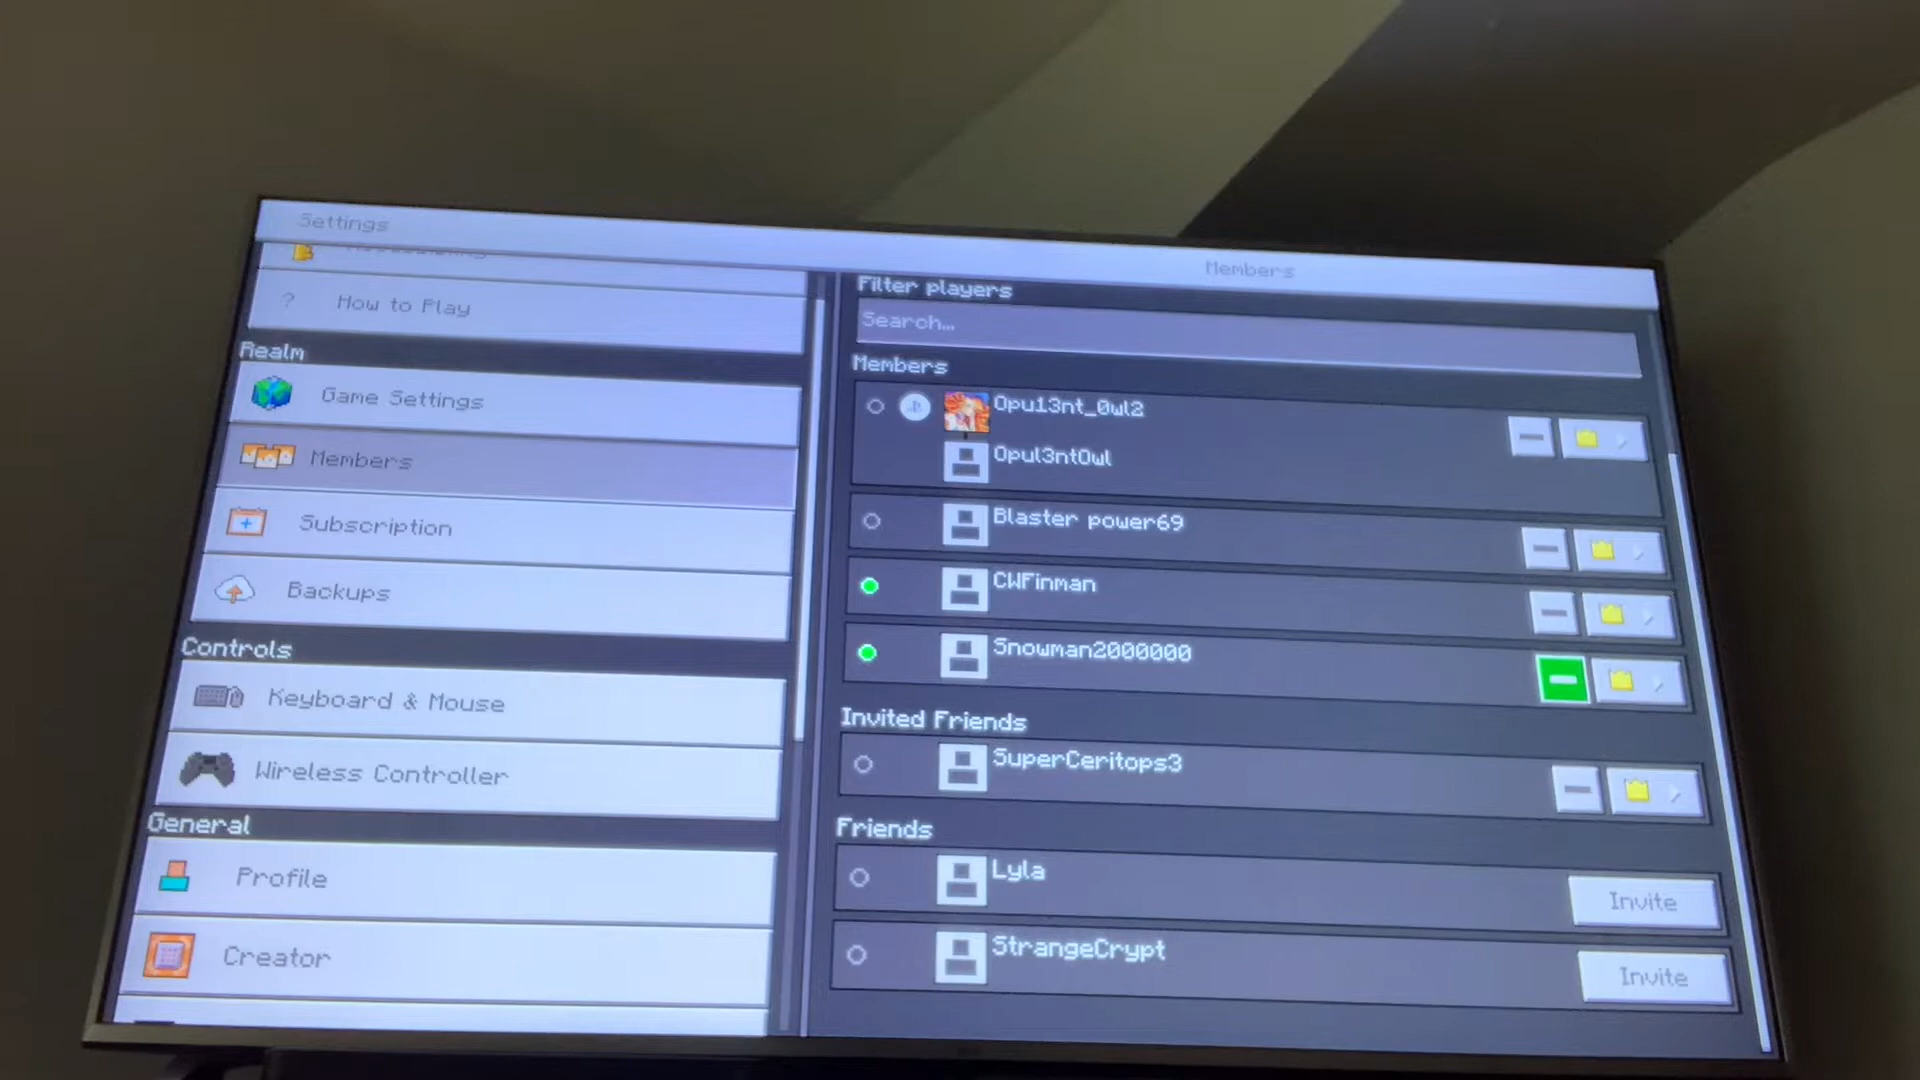 Settings
Members
How to Play
Realm
Game Settings
Members
Subscription
Backups
Controls
Keyboard & Mouse
Wireless Controller
General
Profile
Creator
Filter players
Search...
Members
Opul3nt_0wl2
Opul3ntOwl
Blaster power69
CWFinman
Snowman2000000
Invited Friends
SuperCeritops3
Friends
Lyla
Invite
StrangeCrypt
Invite